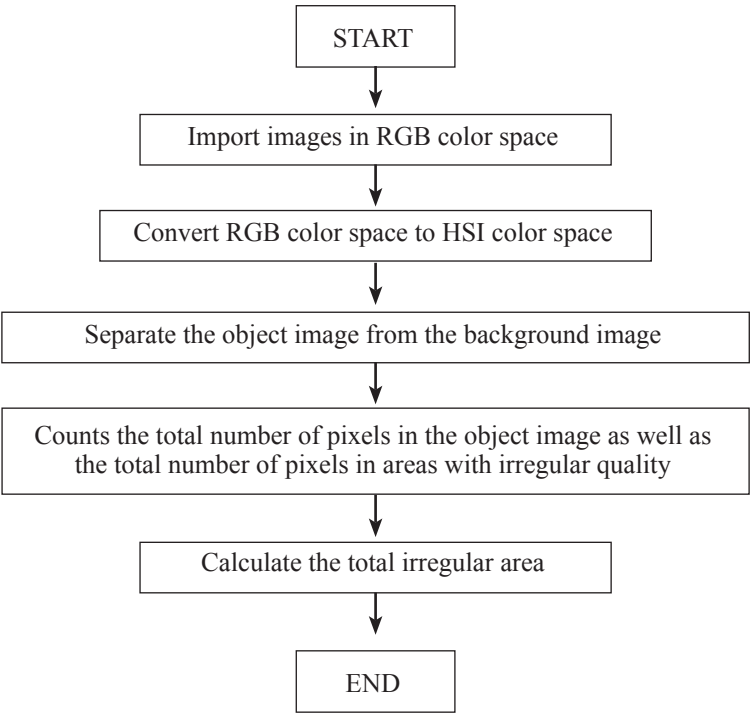 START
Import images in RGB color space
Convert RGB color space to HSI color space
Separate the object image from the background image
Counts the total number of pixels in the object image as well as
the total number of pixels in areas with irregular quality
Calculate the total irregular area
END